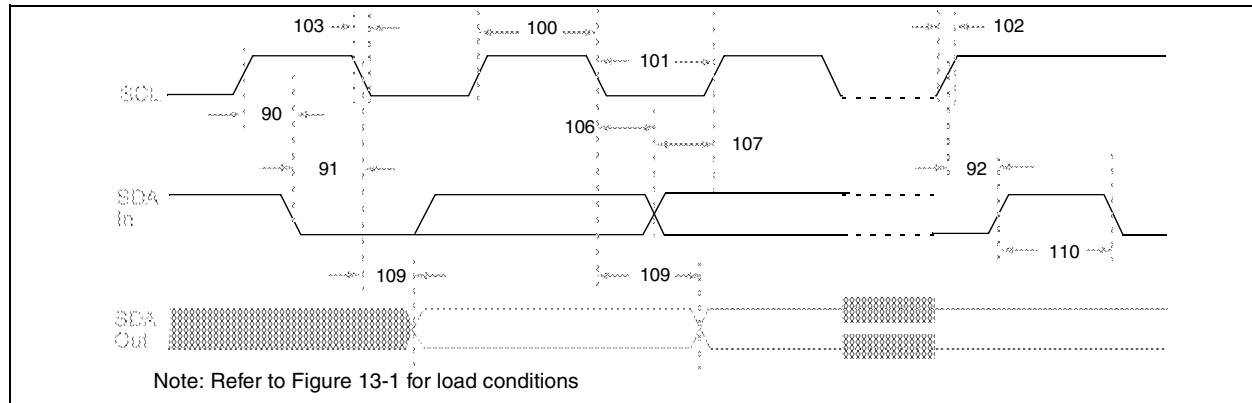 103
100
102
101
SCL
90
106
107
91
92
SDA
In
110
109
109
SDA
Out
Note: Refer to Figure 13-1 for load conditions